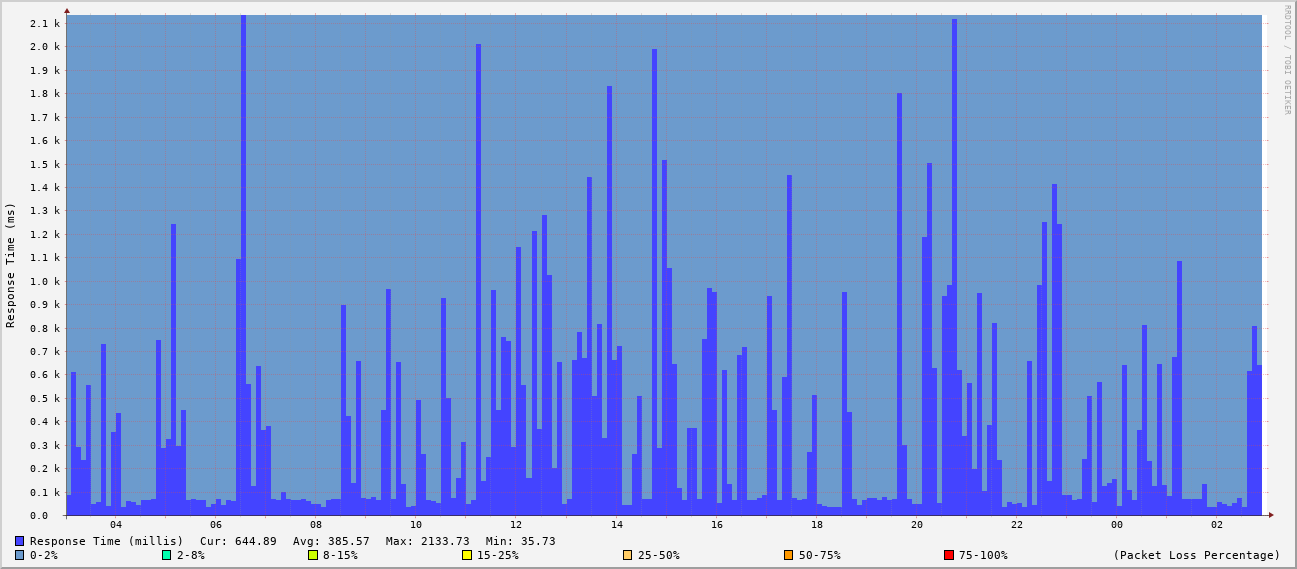 RRDTOOL / TOBI OETIKER
Response Time (ms)
2.1 k
2.0 k
1.9 k
1.8 k
1.7 k
1.6 k
1.5 k
1.4 k
1.3 k
1.2 k
1.1 k
1.0 k
0.9 k
0.8 k
0.7 k
0.6 k
0.5 k
0.4 k
0.3 k
0.2 k
0.1 k
0.0
04 06 08 10 12 14 16 18 20 22 00 02
Response Time (millis) Cur: 644.89 Avg: 385.57 Max: 2133.73 Min: 35.73
0-2% 2-8% 8-15% 15-25% 25-50% 50-75% 75-100% (Packet Loss Percentage)